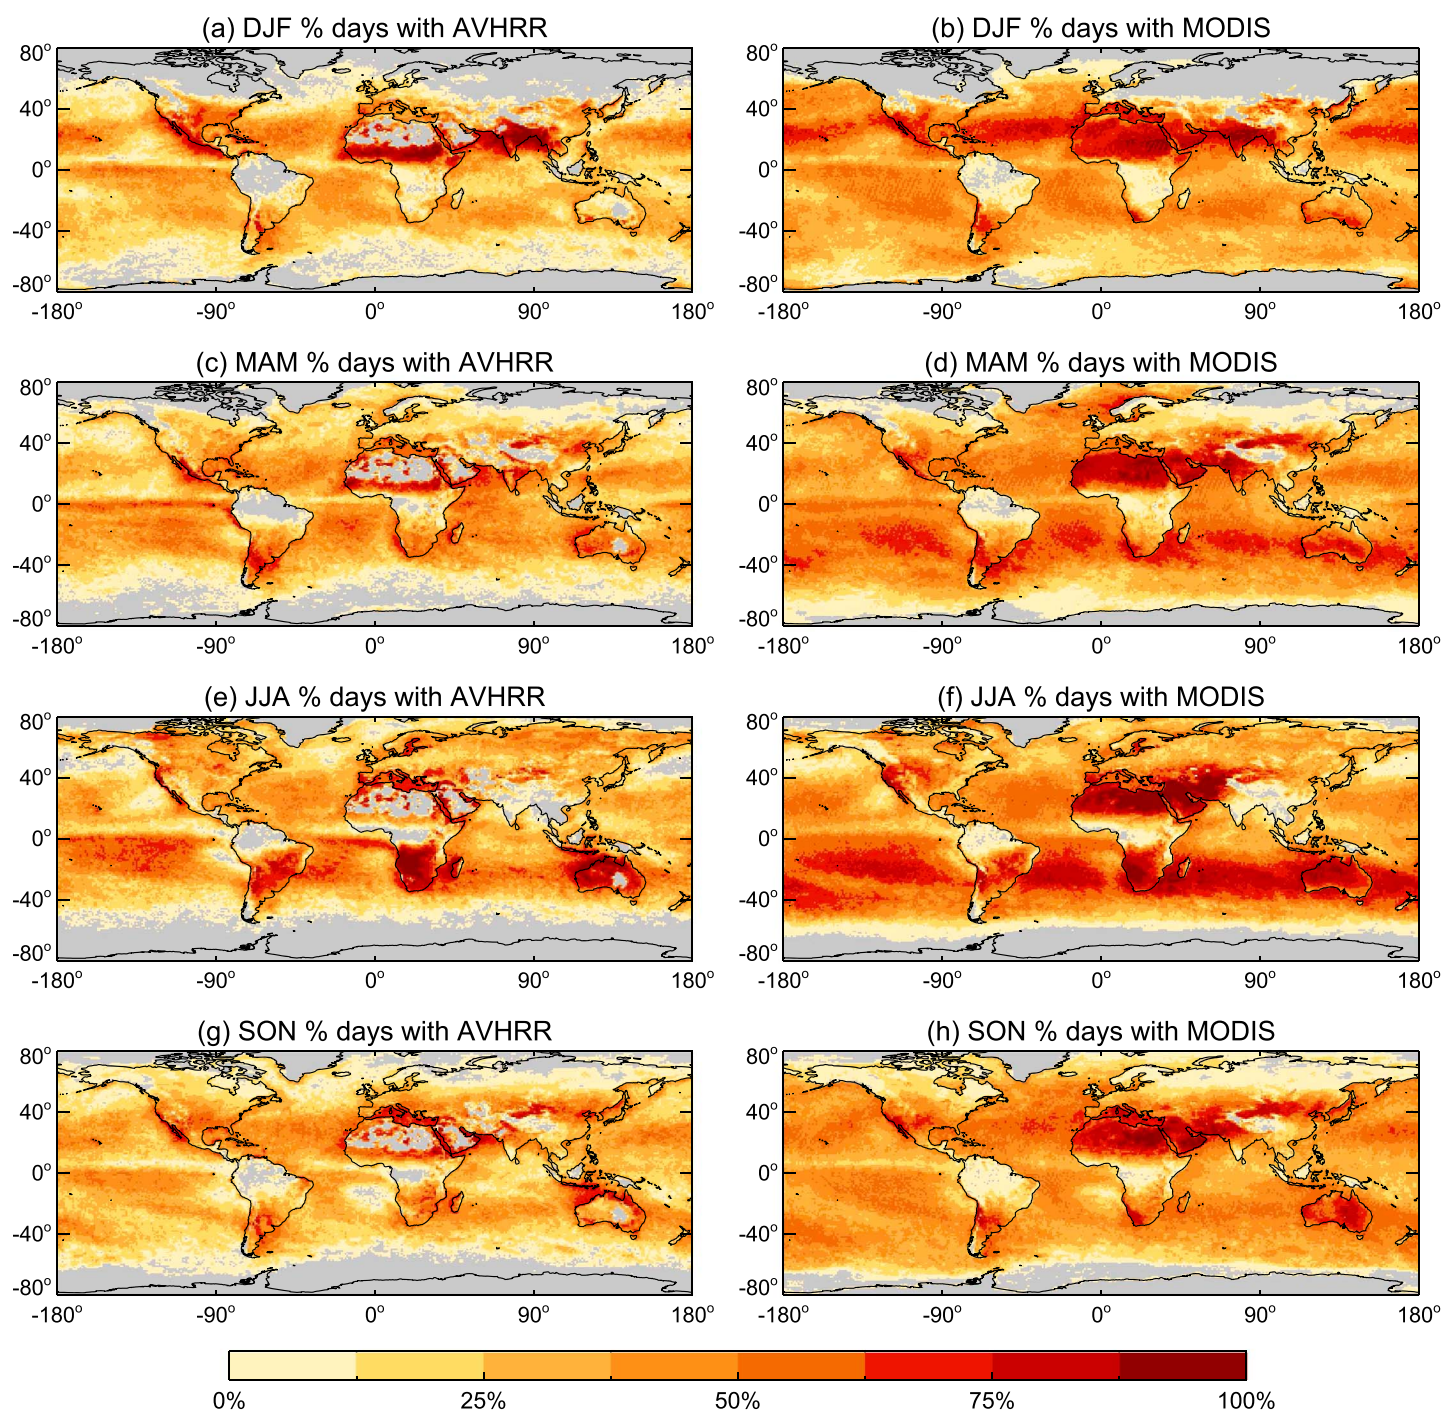 (a) DJF % days with AVHRR
(b) DJF % days with MODIS
80° 40° 0° -40° -80°
-180° -90° 0° 90° 180°
80° 40° 0° -40° -80°
-180° -90° 0° 90° 180°
(c) MAM % days with AVHRR
(d) MAM % days with MODIS
80° 40° 0° -40° -80°
-180° -90° 0° 90° 180°
80° 40° 0° -40° -80°
-180° -90° 0° 90° 180°
(e) JJA % days with AVHRR
(f) JJA % days with MODIS
80° 40° 0° -40° -80°
-180° -90° 0° 90° 180°
80° 40° 0° -40° -80°
-180° -90° 0° 90° 180°
(g) SON % days with AVHRR
(h) SON % days with MODIS
80° 40° 0° -40° -80°
-180° -90° 0° 90° 180°
80° 40° 0° -40° -80°
-180° -90° 0° 90° 180°
0% 25% 50% 75% 100%